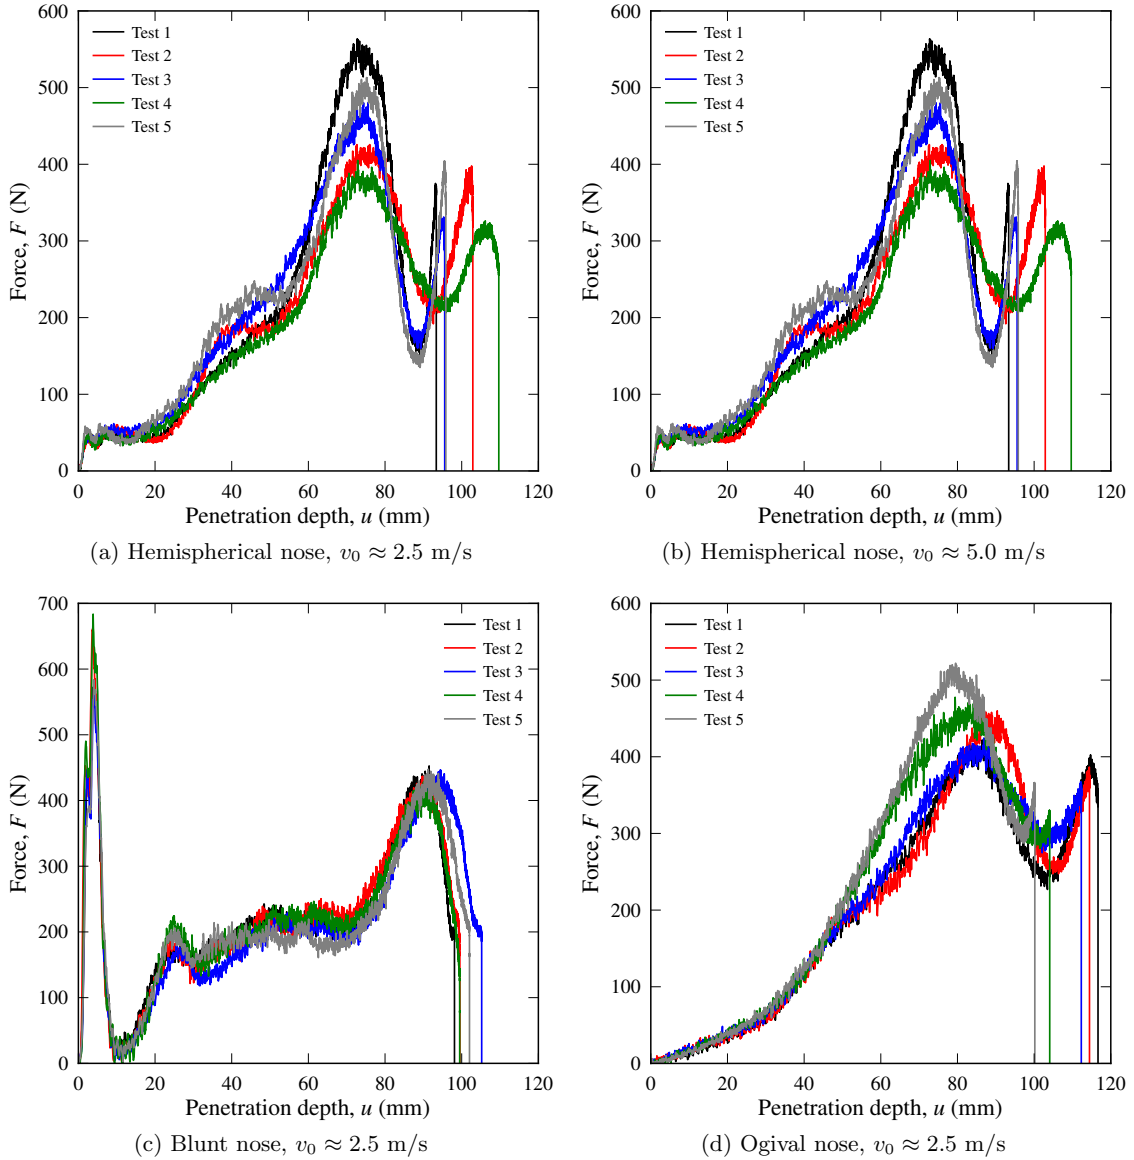 600
500
400
300
200
100
0
Force, F (N)
Test 1
Test 2
Test 3
Test 4
Test 5
0 20 40 60 80 100 120
Penetration depth, u (mm)
(a) Hemispherical nose, v₀ ≈ 2.5 m/s
600
500
400
300
200
100
0
Force, F (N)
Test 1
Test 2
Test 3
Test 4
Test 5
0 20 40 60 80 100 120
Penetration depth, u (mm)
(b) Hemispherical nose, v₀ ≈ 5.0 m/s
700
600
500
400
300
200
100
0
Force, F (N)
Test 1
Test 2
Test 3
Test 4
Test 5
0 20 40 60 80 100 120
Penetration depth, u (mm)
(c) Blunt nose, v₀ ≈ 2.5 m/s
600
500
400
300
200
100
0
Force, F (N)
Test 1
Test 2
Test 3
Test 4
Test 5
0 20 40 60 80 100 120
Penetration depth, u (mm)
(d) Ogival nose, v₀ ≈ 2.5 m/s